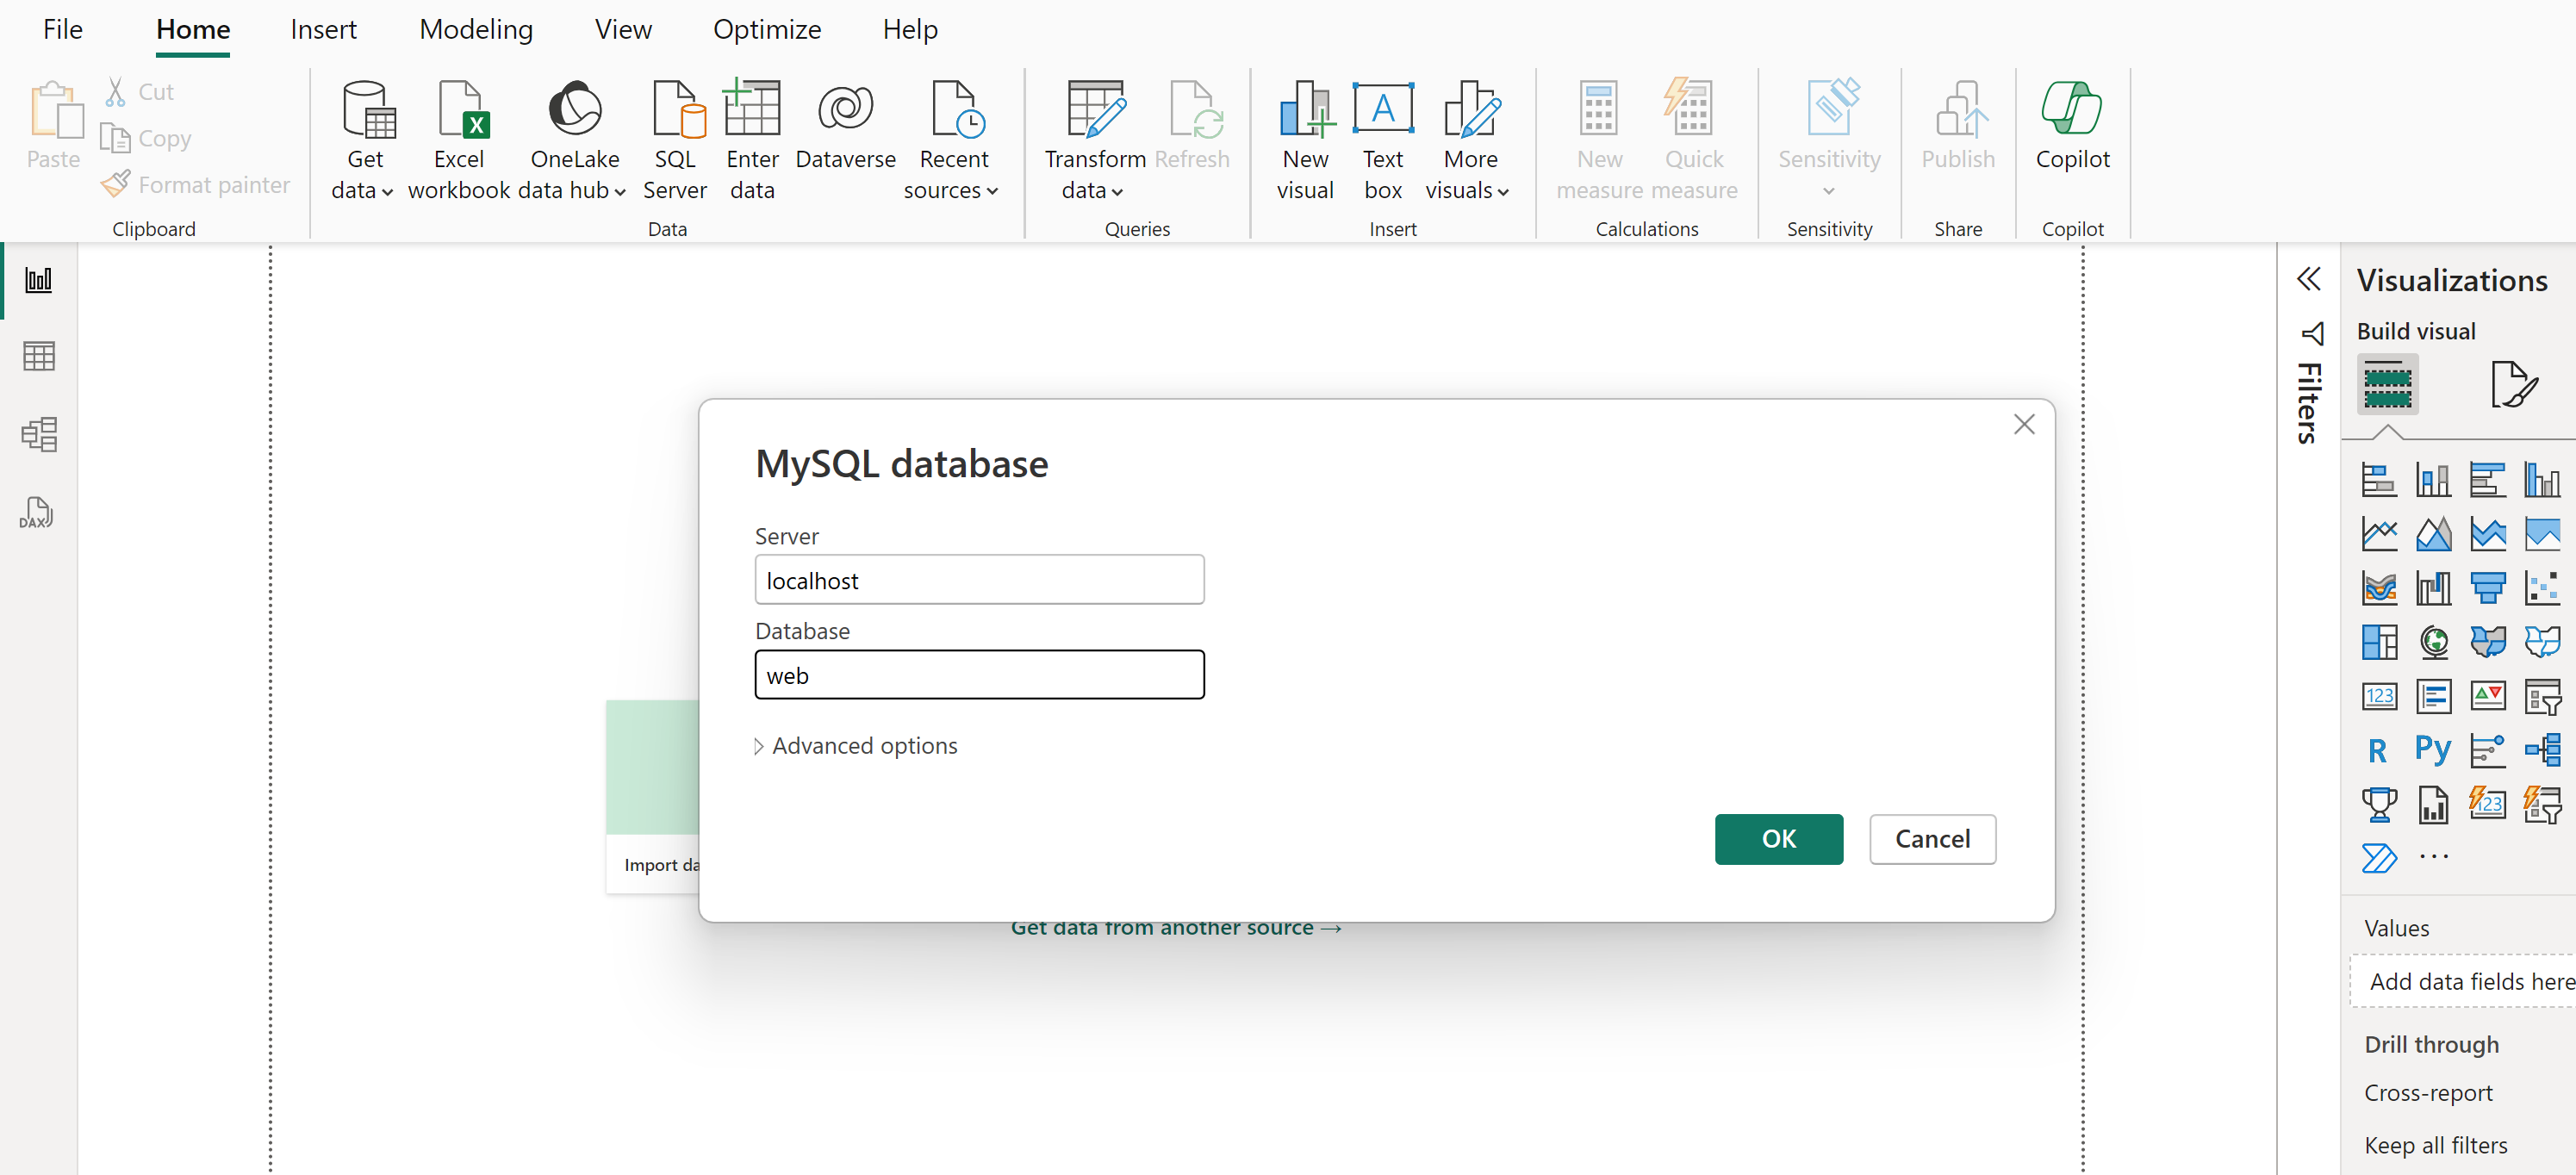 File Home Insert Modeling View Optimize Help
Paste
Cut
Copy
Format painter
Clipboard
Get data
Excel workbook
OneLake data hub
SQL Server
Enter data
Dataverse
Recent sources
Data
Transform data
Refresh
Queries
New visual
A
Text box
More visuals
Insert
New measure
Quick measure
Calculations
Sensitivity
Sensitivity
Publish
Share
Copilot
Copilot
DAX
MySQL database
Server
localhost
Database
web
Advanced options
OK Cancel
Import da
Get data from another source →
Filters
Visualizations
Build visual
123
R Py
123
...
Values
Add data fields here
Drill through
Cross-report
Keep all filters